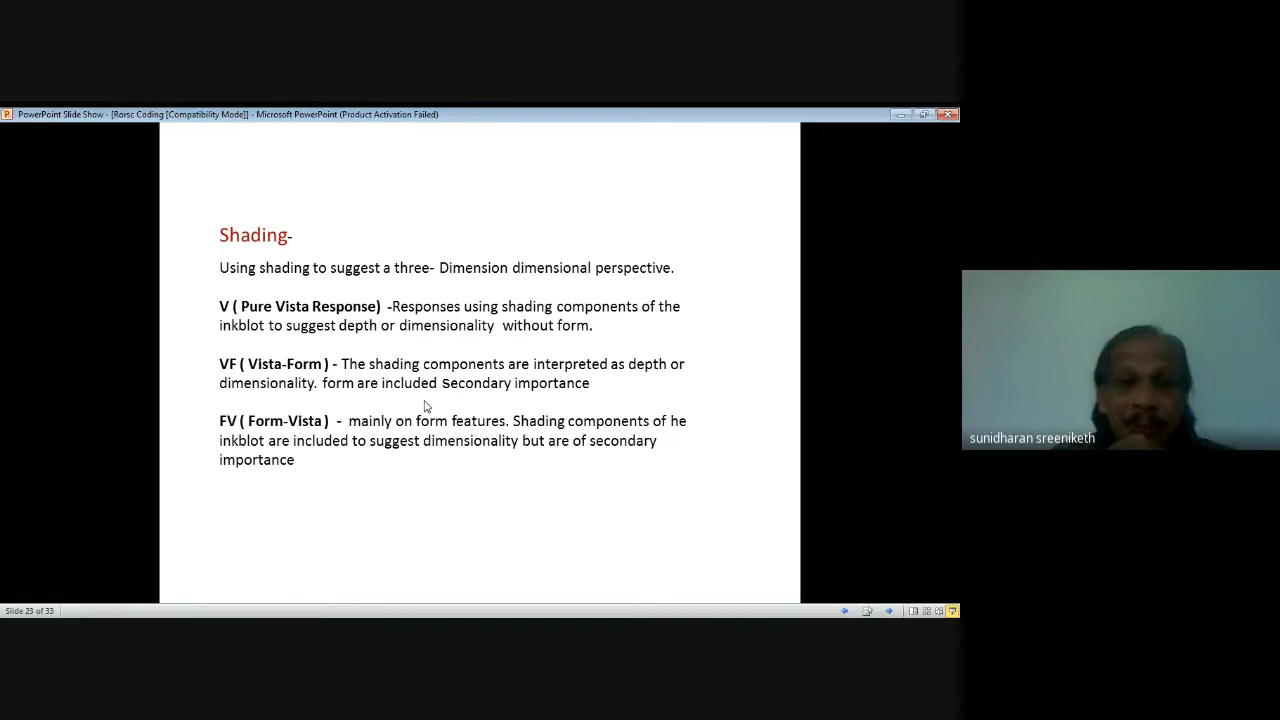 PowerPoint Slide Show - [Rorsc Coding [Compatibility Mode]] - Microsoft PowerPoint (Product Activation Failed)
Shading-
Using shading to suggest a three- Dimension dimensional perspective.
V ( Pure Vista Response) -Responses using shading components of the
inkblot to suggest depth or dimensionality without form.
VF ( Vista-Form ) - The shading components are interpreted as depth or
dimensionality. form are included Secondary importance
FV ( Form-Vista ) - mainly on form features. Shading components of he
inkblot are included to suggest dimensionality but are of secondary
importance
sunidharan sreeniketh
Slide 23 of 33